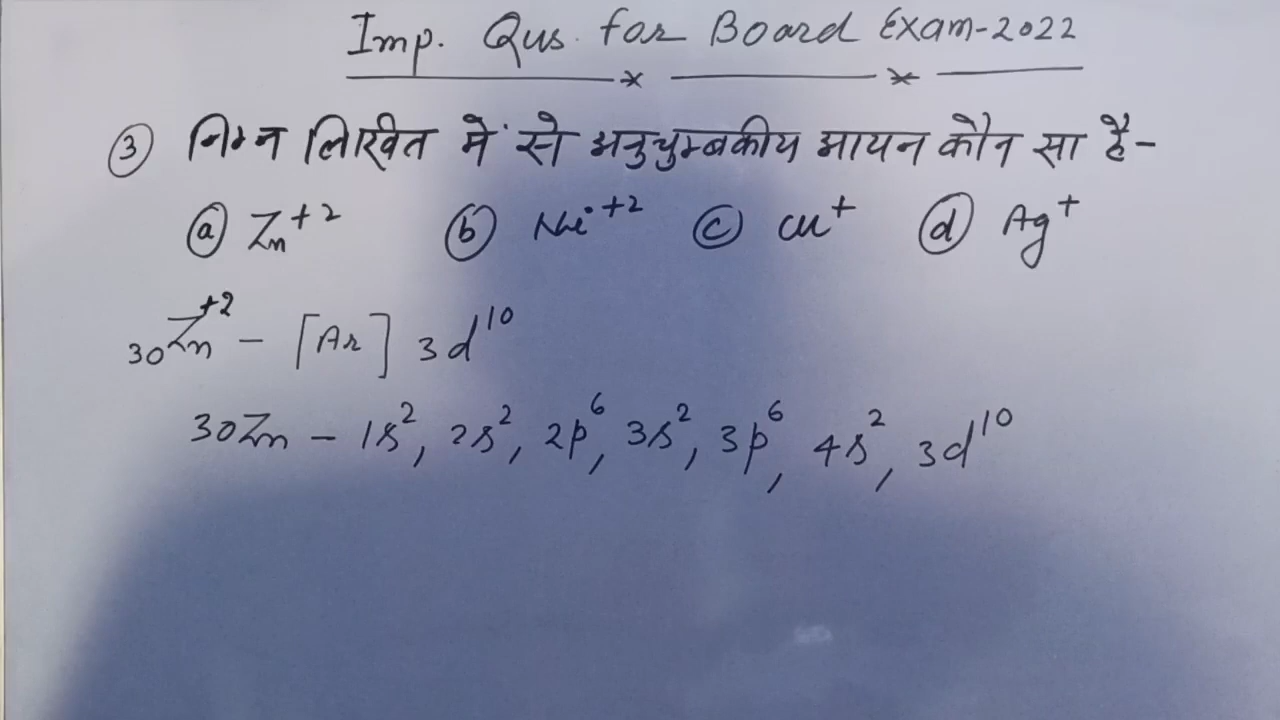 Imp. Qus. for Board Exam-2022
③ निम्न लिखित में से अनुचुम्बकीय आयन कौन सा है-
ⓐ Zn⁺² ⓑ Ni⁺² ⓒ Cu⁺ ⓓ Ag⁺
₃₀Zn⁺² - [Ar] 3d¹⁰
30Zn - 1s², 2s², 2p⁶, 3s², 3p⁶, 4s², 3d¹⁰